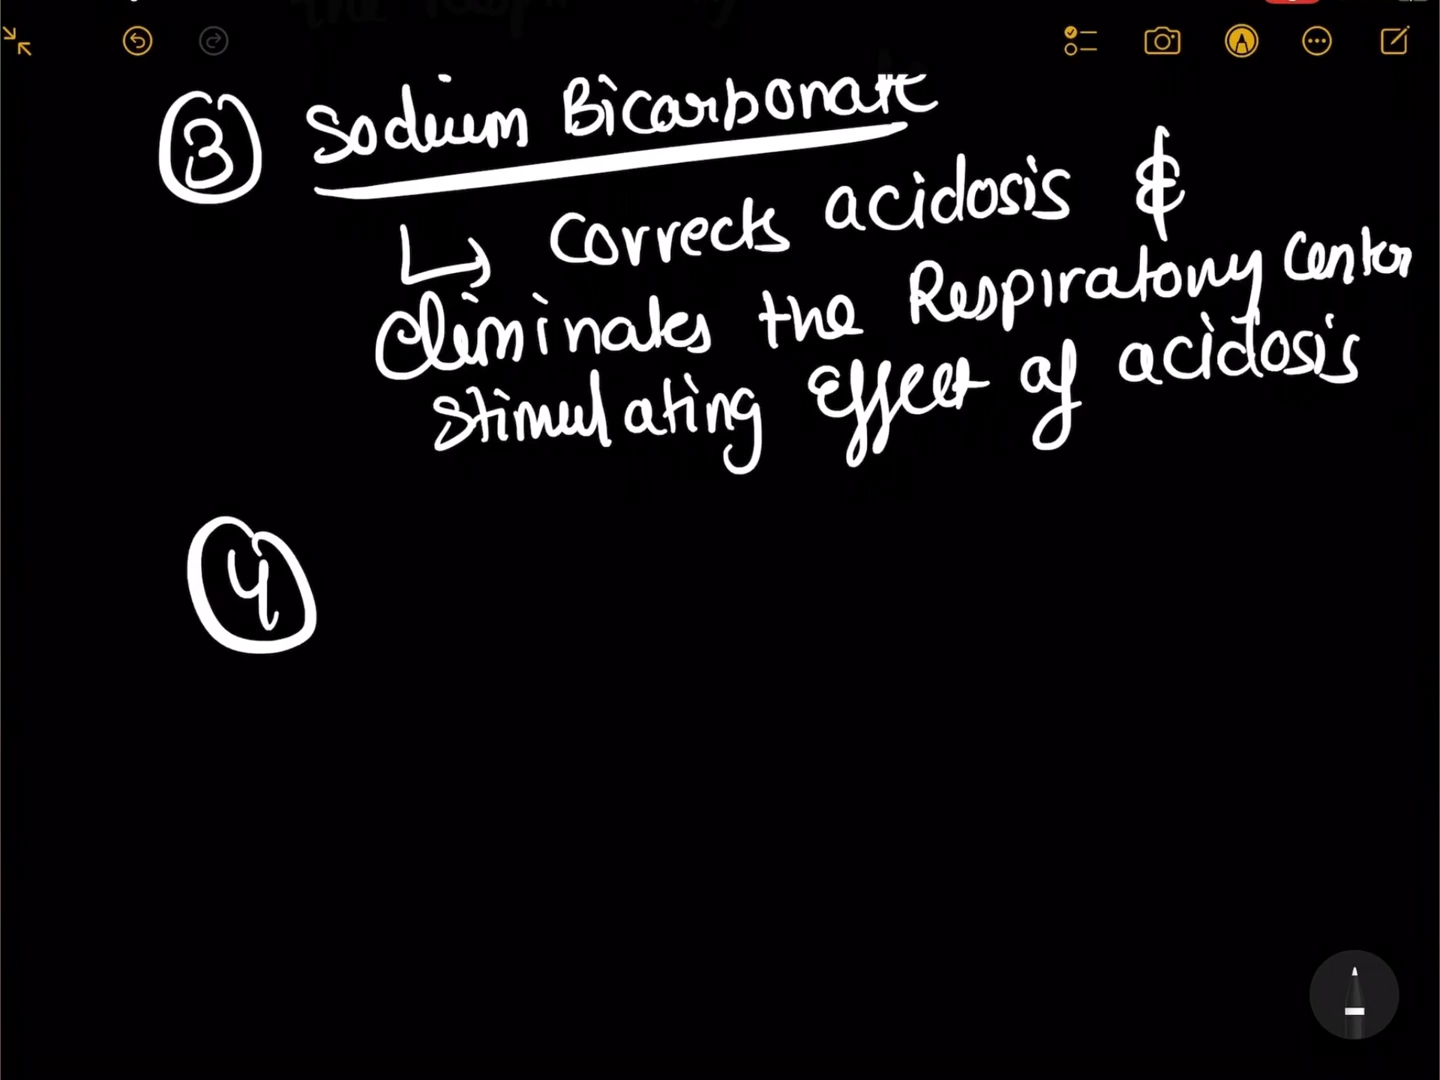 ③ Sodium Bicarbonate
↳ Corrects acidosis &
eliminates the Respiratory Center
stimulating effect of acidosis
④